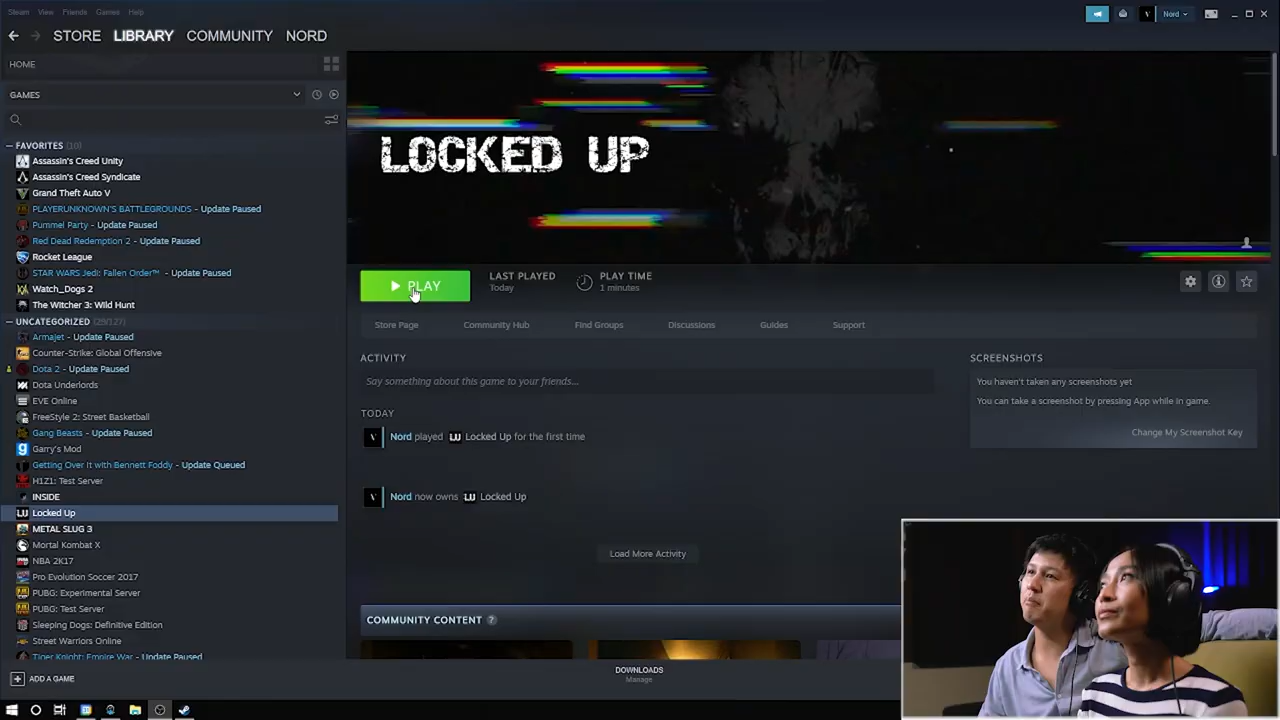 Steam View Friends Games Help
Nord
STORE LIBRARY COMMUNITY NORD
HOME
GAMES
FAVORITES (10)
Assassin's Creed Unity
Assassin's Creed Syndicate
Grand Theft Auto V
PLAYERUNKNOWN'S BATTLEGROUNDS - Update Paused
Pummel Party - Update Paused
Red Dead Redemption 2 - Update Paused
Rocket League
STAR WARS Jedi: Fallen Order™ - Update Paused
Watch_Dogs 2
The Witcher 3: Wild Hunt
UNCATEGORIZED (29/127)
Armajet - Update Paused
Counter-Strike: Global Offensive
Dota 2 - Update Paused
Dota Underlords
EVE Online
FreeStyle 2: Street Basketball
Gang Beasts - Update Paused
Garry's Mod
Getting Over It with Bennett Foddy - Update Queued
H1Z1: Test Server
INSIDE
Locked Up
METAL SLUG 3
Mortal Kombat X
NBA 2K17
Pro Evolution Soccer 2017
PUBG: Experimental Server
PUBG: Test Server
Sleeping Dogs: Definitive Edition
Street Warriors Online
Tiger Knight: Empire War - Update Paused
ADD A GAME
LOCKED UP
PLAY
LAST PLAYED
Today
PLAY TIME
1 minutes
Store Page Community Hub Find Groups Discussions Guides Support
ACTIVITY
Say something about this game to your friends...
TODAY
Nord played Locked Up for the first time
Nord now owns Locked Up
Load More Activity
SCREENSHOTS
You haven't taken any screenshots yet
You can take a screenshot by pressing App while in game.
Change My Screenshot Key
COMMUNITY CONTENT ?
DOWNLOADS
Manage